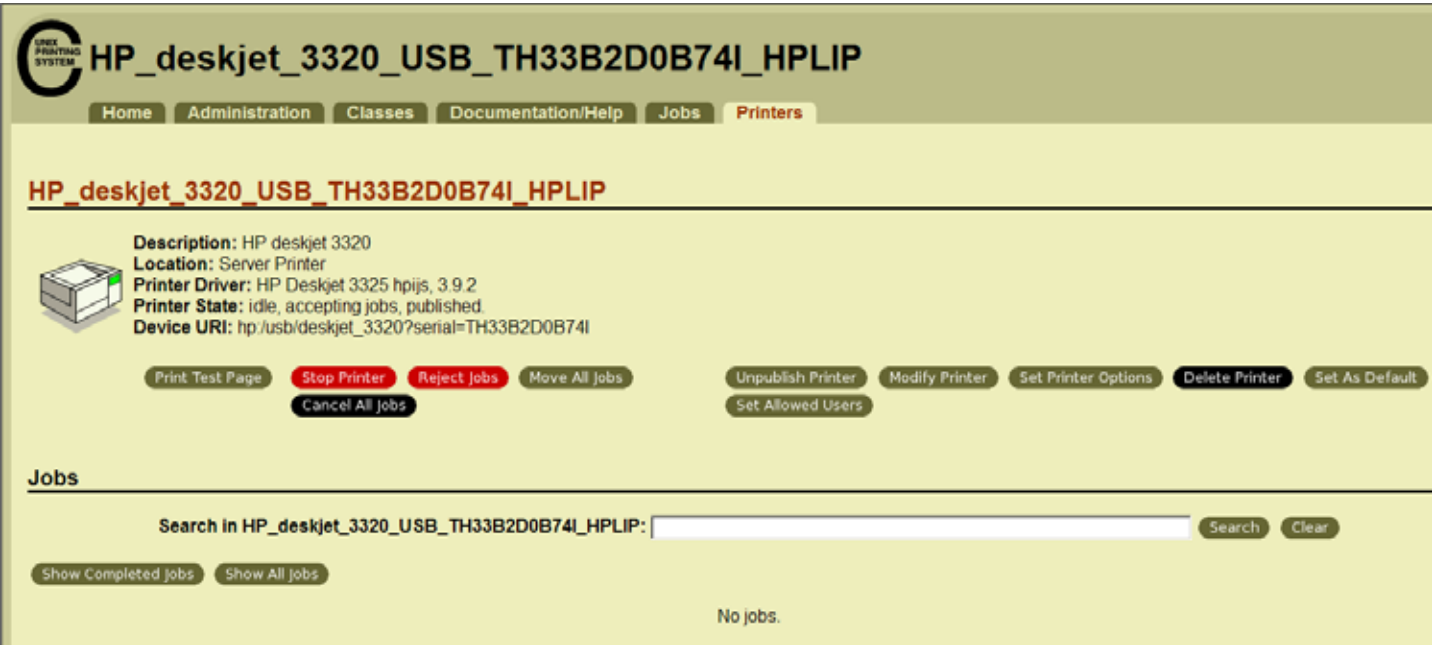 UNIX
PRINTING
SYSTEM
HP_deskjet_3320_USB_TH33B2D0B74I_HPLIP
Home Administration Classes Documentation/Help Jobs Printers
HP_deskjet_3320_USB_TH33B2D0B74I_HPLIP
Description: HP deskjet 3320
Location: Server Printer
Printer Driver: HP Deskjet 3325 hpijs, 3.9.2
Printer State: idle, accepting jobs, published.
Device URI: hp:/usb/deskjet_3320?serial=TH33B2D0B74I
Print Test Page Stop Printer Reject Jobs Move All Jobs Unpublish Printer Modify Printer Set Printer Options Delete Printer Set As Default
Cancel All Jobs Set Allowed Users
Jobs
Search in HP_deskjet_3320_USB_TH33B2D0B74I_HPLIP: Search Clear
Show Completed Jobs Show All Jobs
No jobs.